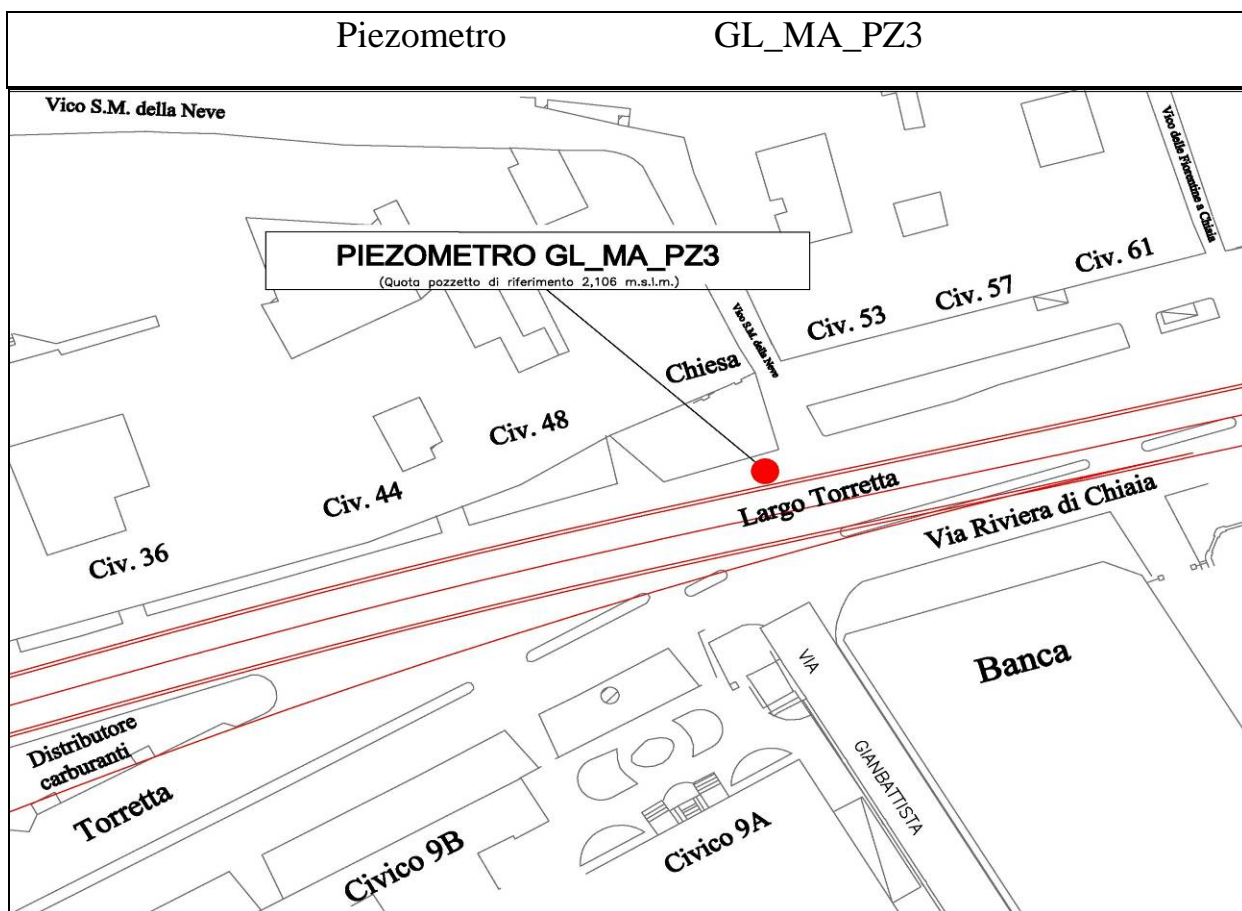 Piezometro GL_MA_PZ3
Vico S.M. della Neve
Vico delle Fiorentine a Chiaia
PIEZOMETRO GL_MA_PZ3
(Quota pozzetto di riferimento 2,106 m.s.l.m.)
Civ. 61
Civ. 57
Civ. 53
Vico S.M. della Neve
Chiesa
Civ. 48
Civ. 44
Civ. 36
Largo Torretta
Via Riviera di Chiaia
Banca
VIA
GIANBATTISTA
Distributore
carburanti
Torretta
Civico 9B
Civico 9A